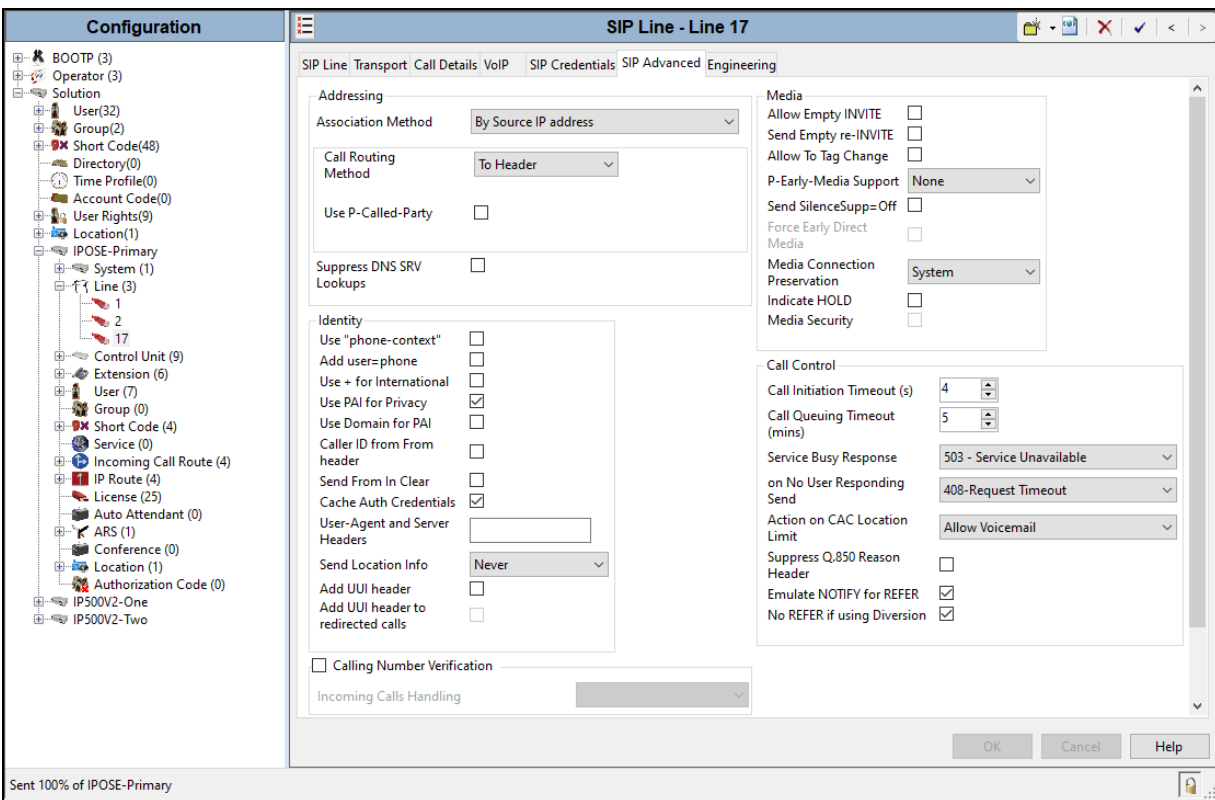 Configuration
BOOTP (3)
Operator (3)
Solution
User(32)
Group(2)
Short Code(48)
Directory(0)
Time Profile(0)
Account Code(0)
User Rights(9)
Location(1)
IPOSE-Primary
System (1)
Line (3)
1
2
17
Control Unit (9)
Extension (6)
User (7)
Group (0)
Short Code (4)
Service (0)
Incoming Call Route (4)
IP Route (4)
License (25)
Auto Attendant (0)
ARS (1)
Conference (0)
Location (1)
Authorization Code (0)
IP500V2-One
IP500V2-Two
SIP Line - Line 17
SIP Line Transport Call Details VoIP SIP Credentials SIP Advanced Engineering
Addressing
Association Method By Source IP address
Call Routing
Method
To Header
Use P-Called-Party
Suppress DNS SRV
Lookups
Identity
Use "phone-context"
Add user=phone
Use + for International
Use PAI for Privacy
Use Domain for PAI
Caller ID from From
header
Send From In Clear
Cache Auth Credentials
User-Agent and Server
Headers
Send Location Info Never
Add UUI header
Add UUI header to
redirected calls
Calling Number Verification
Incoming Calls Handling
Media
Allow Empty INVITE
Send Empty re-INVITE
Allow To Tag Change
P-Early-Media Support None
Send SilenceSupp=Off
Force Early Direct
Media
Media Connection
Preservation
System
Indicate HOLD
Media Security
Call Control
Call Initiation Timeout (s) 4
Call Queuing Timeout
(mins)
5
Service Busy Response 503 - Service Unavailable
on No User Responding
Send
408-Request Timeout
Action on CAC Location
Limit
Allow Voicemail
Suppress Q.850 Reason
Header
Emulate NOTIFY for REFER
No REFER if using Diversion
OK Cancel Help
Sent 100% of IPOSE-Primary